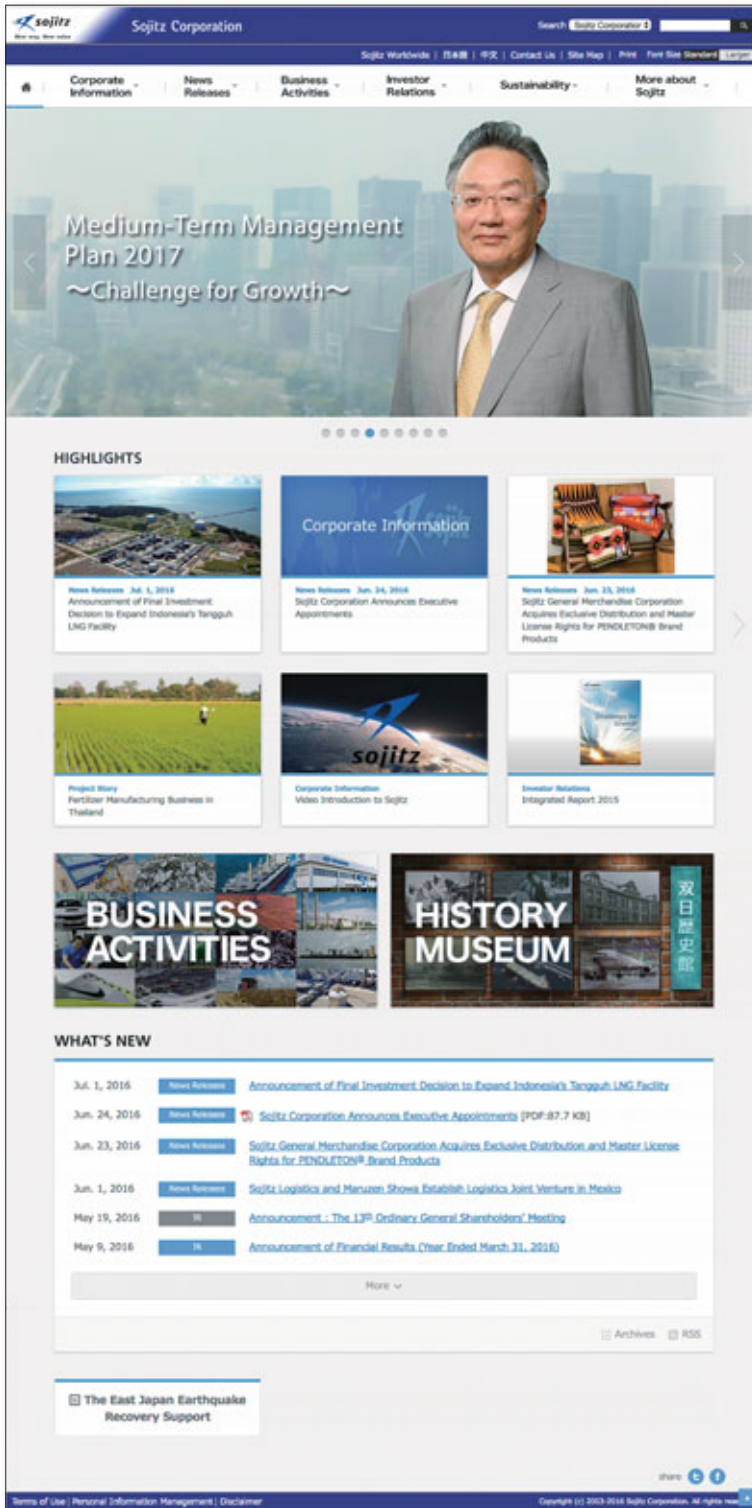 sojitz
New way, New value
Sojitz Corporation
Search Sojitz Corporation
Sojitz Worldwide | 日本語 | 中文 | Contact Us | Site Map | Print Font Size Standard Larger
Corporate Information
News Releases
Business Activities
Investor Relations
Sustainability
More about Sojitz
Medium-Term Management
Plan 2017
～Challenge for Growth～
HIGHLIGHTS
Corporate Information
News Releases Jul. 1, 2016
Announcement of Final Investment
Decision to Expand Indonesia's Tangguh
LNG Facility
News Releases Jun. 24, 2016
Sojitz Corporation Announces Executive
Appointments
News Releases Jun. 23, 2016
Sojitz General Merchandise Corporation
Acquires Exclusive Distribution and Master
License Rights for PENDLETON® Brand
Products
Project Story
Fertilizer Manufacturing Business in
Thailand
sojitz
Corporate Information
Video Introduction to Sojitz
Challenge for
Investor Relations
Integrated Report 2015
BUSINESS
ACTIVITIES
HISTORY
MUSEUM
双日歴史館
WHAT'S NEW
Jul. 1, 2016 News Releases Announcement of Final Investment Decision to Expand Indonesia's Tangguh LNG Facility
Jun. 24, 2016 News Releases Sojitz Corporation Announces Executive Appointments [PDF:87.7 KB]
Jun. 23, 2016 News Releases Sojitz General Merchandise Corporation Acquires Exclusive Distribution and Master License
Rights for PENDLETON® Brand Products
Jun. 1, 2016 News Releases Sojitz Logistics and Maruzen Showa Establish Logistics Joint Venture in Mexico
May 19, 2016 IR Announcement : The 13th Ordinary General Shareholders' Meeting
May 9, 2016 IR Announcement of Financial Results (Year Ended March 31, 2016)
More
Archives RSS
The East Japan Earthquake
Recovery Support
share
Terms of Use | Personal Information Management | Disclaimer
Copyright (c) 2003-2016 Sojitz Corporation. All rights